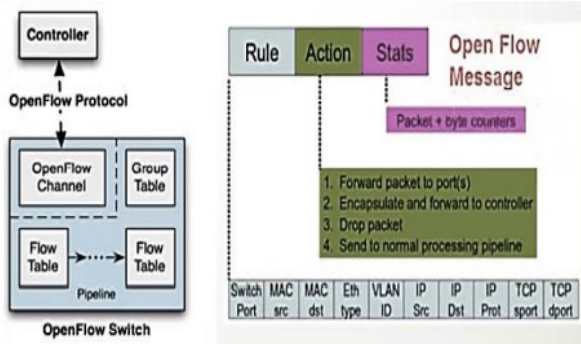 Controller
OpenFlow Protocol
OpenFlow
Channel
Group
Table
Flow
Table
Flow
Table
Pipeline
OpenFlow Switch
Rule Action Stats
Open Flow
Message
Packet + byte counters
1. Forward packet to port(s)
2. Encapsulate and forward to controller
3. Drop packet
4. Send to normal processing pipeline
Switch MAC MAC Eth VLAN IP IP IP TCP TCP
Port src dst type ID Src Dst Prot sport dport